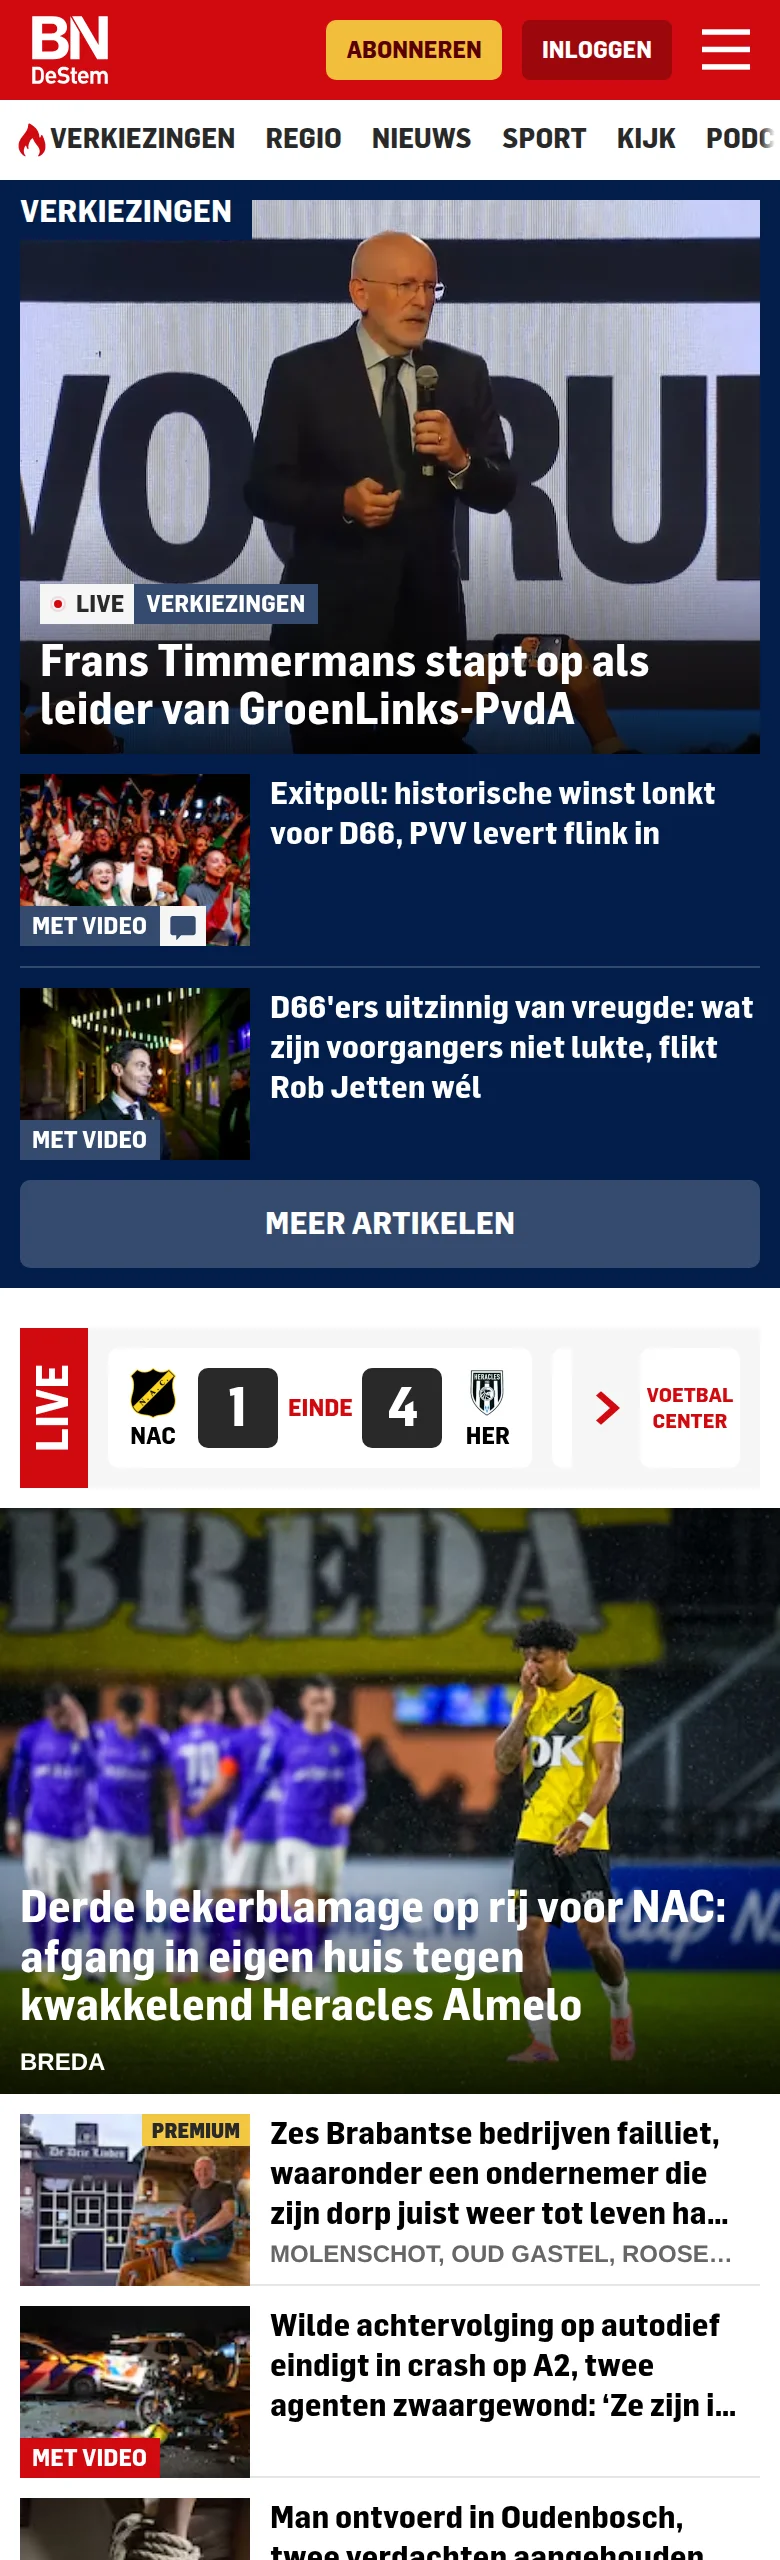 BN
DeStem
ABONNEREN
INLOGGEN
VERKIEZINGEN REGIO NIEUWS SPORT KIJK PODC
VERKIEZINGEN
VO RU
LIVE VERKIEZINGEN
Frans Timmermans stapt op als
leider van GroenLinks-PvdA
Exitpoll: historische winst lonkt
voor D66, PVV levert flink in
MET VIDEO
D66'ers uitzinnig van vreugde: wat
zijn voorgangers niet lukte, flikt
Rob Jetten wél
MET VIDEO
MEER ARTIKELEN
LIVE
NAC 1 EINDE 4 HER
VOETBAL
CENTER
BREDA
Derde bekerblamage op rij voor NAC:
afgang in eigen huis tegen
kwakkelend Heracles Almelo
BREDA
PREMIUM
Zes Brabantse bedrijven failliet,
waaronder een ondernemer die
zijn dorp juist weer tot leven ha...
MOLENSCHOT, OUD GASTEL, ROOSE...
Wilde achtervolging op autodief
eindigt in crash op A2, twee
agenten zwaargewond: ‘Ze zijn i...
MET VIDEO
Man ontvoerd in Oudenbosch,
twee verdachten aangehouden